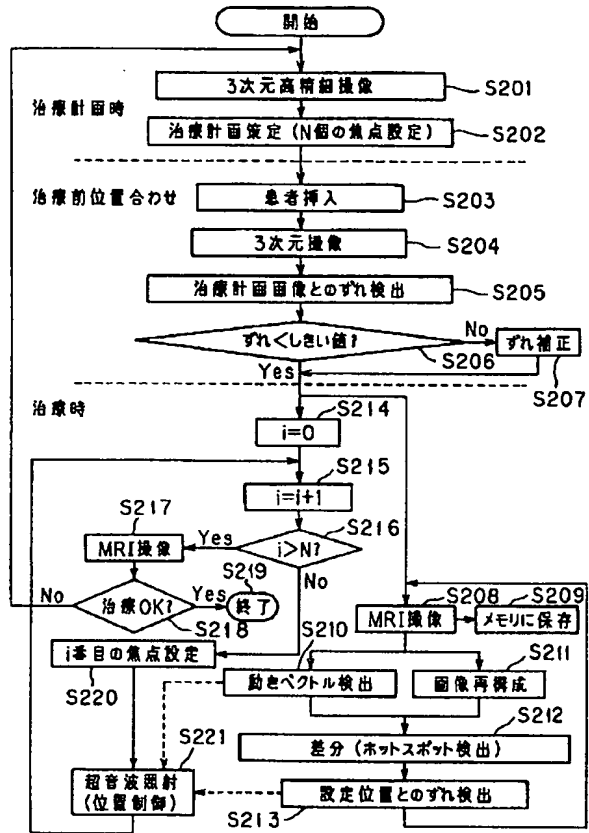 開始
3次元高精細撮像
S201
治療計画時
治療計画策定(N個の焦点設定)
S202
治療前位置合わせ
患者挿入
S203
3次元撮像
S204
治療計画画像とのずれ検出
S205
ずれ<しきい値?
No
ずれ補正
S206
Yes
S207
治療時
S214
i=0
S215
i=i+1
S217
S216
MRI撮像
Yes
i>N?
S219
No
No
治療OK?
Yes
終了
S208
S209
S218
S210
MRI撮像
メモリに保存
i番目の焦点設定
S211
S220
動きベクトル検出
画像再構成
S212
S221
差分(ホットスポット検出)
超音波照射
(位置制御)
設定位置とのずれ検出
S213